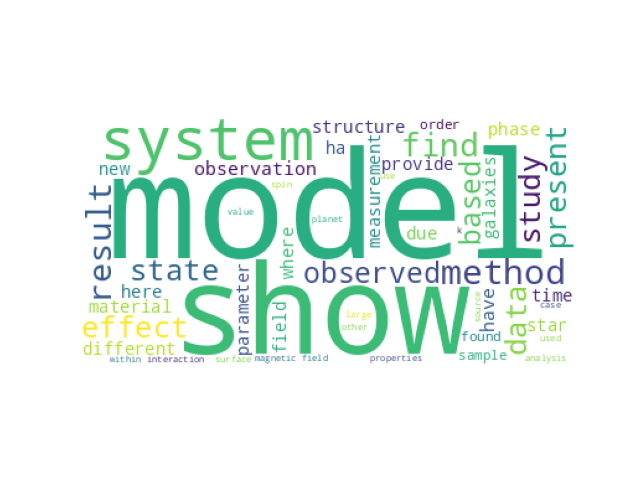 structure order
system find phase
ha
new observation provide
spin use
model
result value planet measurement based galaxies study present
where due k
state observed method
here parameter field large other source have data time
material case
effect show star
different found used
sample
within interaction surface magnetic field properties analysis